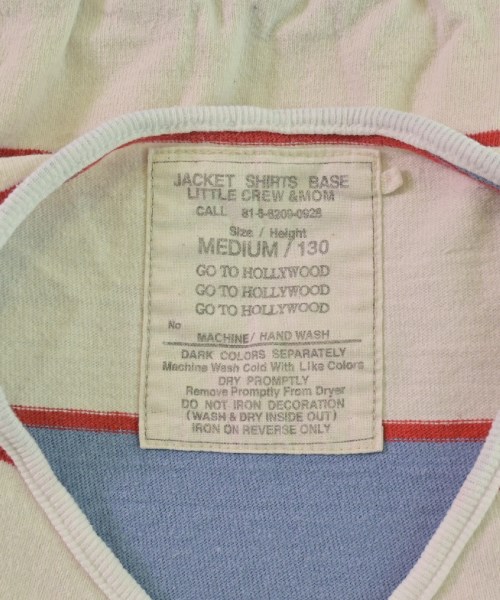 JACKET SHIRTS BASE
LITTLE CREW &MOM
CALL 81-6-6209-0928
Size / Height
MEDIUM / 130
GO TO HOLLYWOOD
GO TO HOLLYWOOD
GO TO HOLLYWOOD
No
MACHINE/ HAND WASH
DARK COLORS SEPARATELY
Machine Wash Cold With Like Colors
DRY PROMPTLY
Remove Promptly From Dryer
DO NOT IRON DECORATION
(WASH & DRY INSIDE OUT)
IRON ON REVERSE ONLY